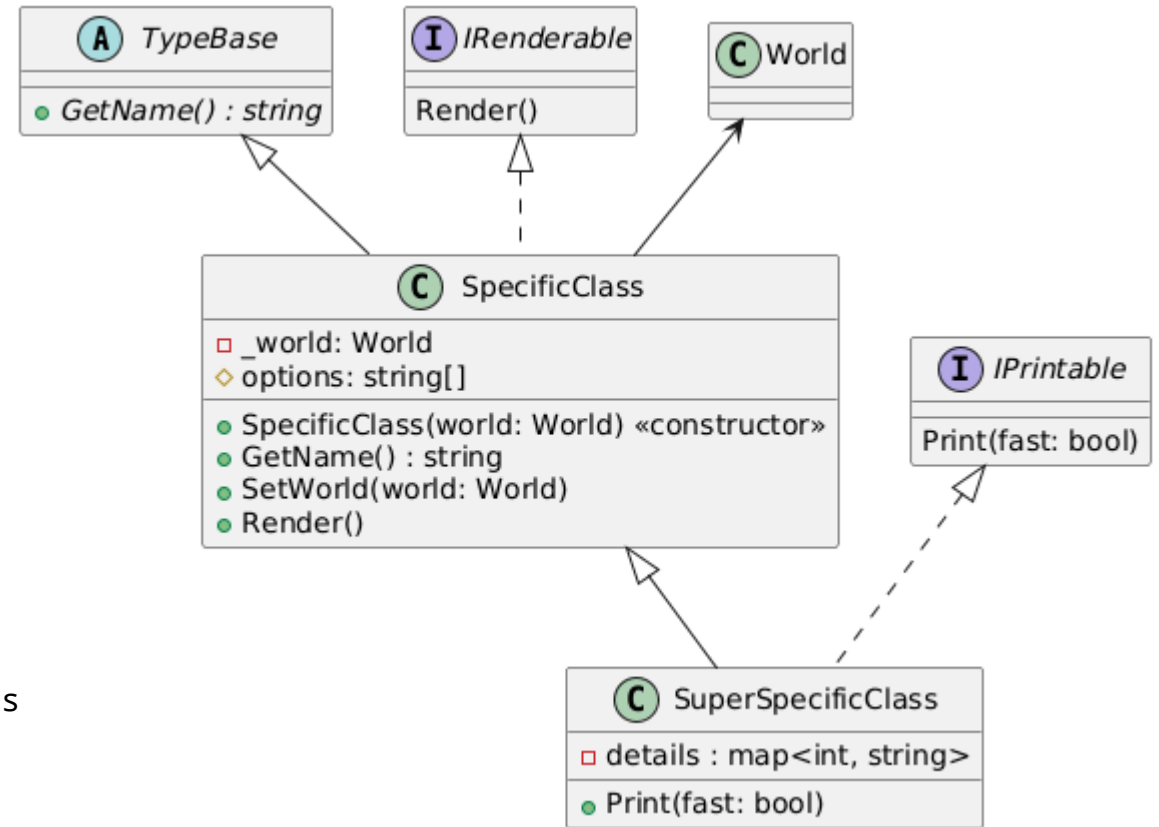 A TypeBase
GetName() : string
I IRenderable
Render()
C World
C SpecificClass
_world: World
options: string[]
SpecificClass(world: World) «constructor»
GetName() : string
SetWorld(world: World)
Render()
I IPrintable
Print(fast: bool)
s
C SuperSpecificClass
details : map<int, string>
Print(fast: bool)